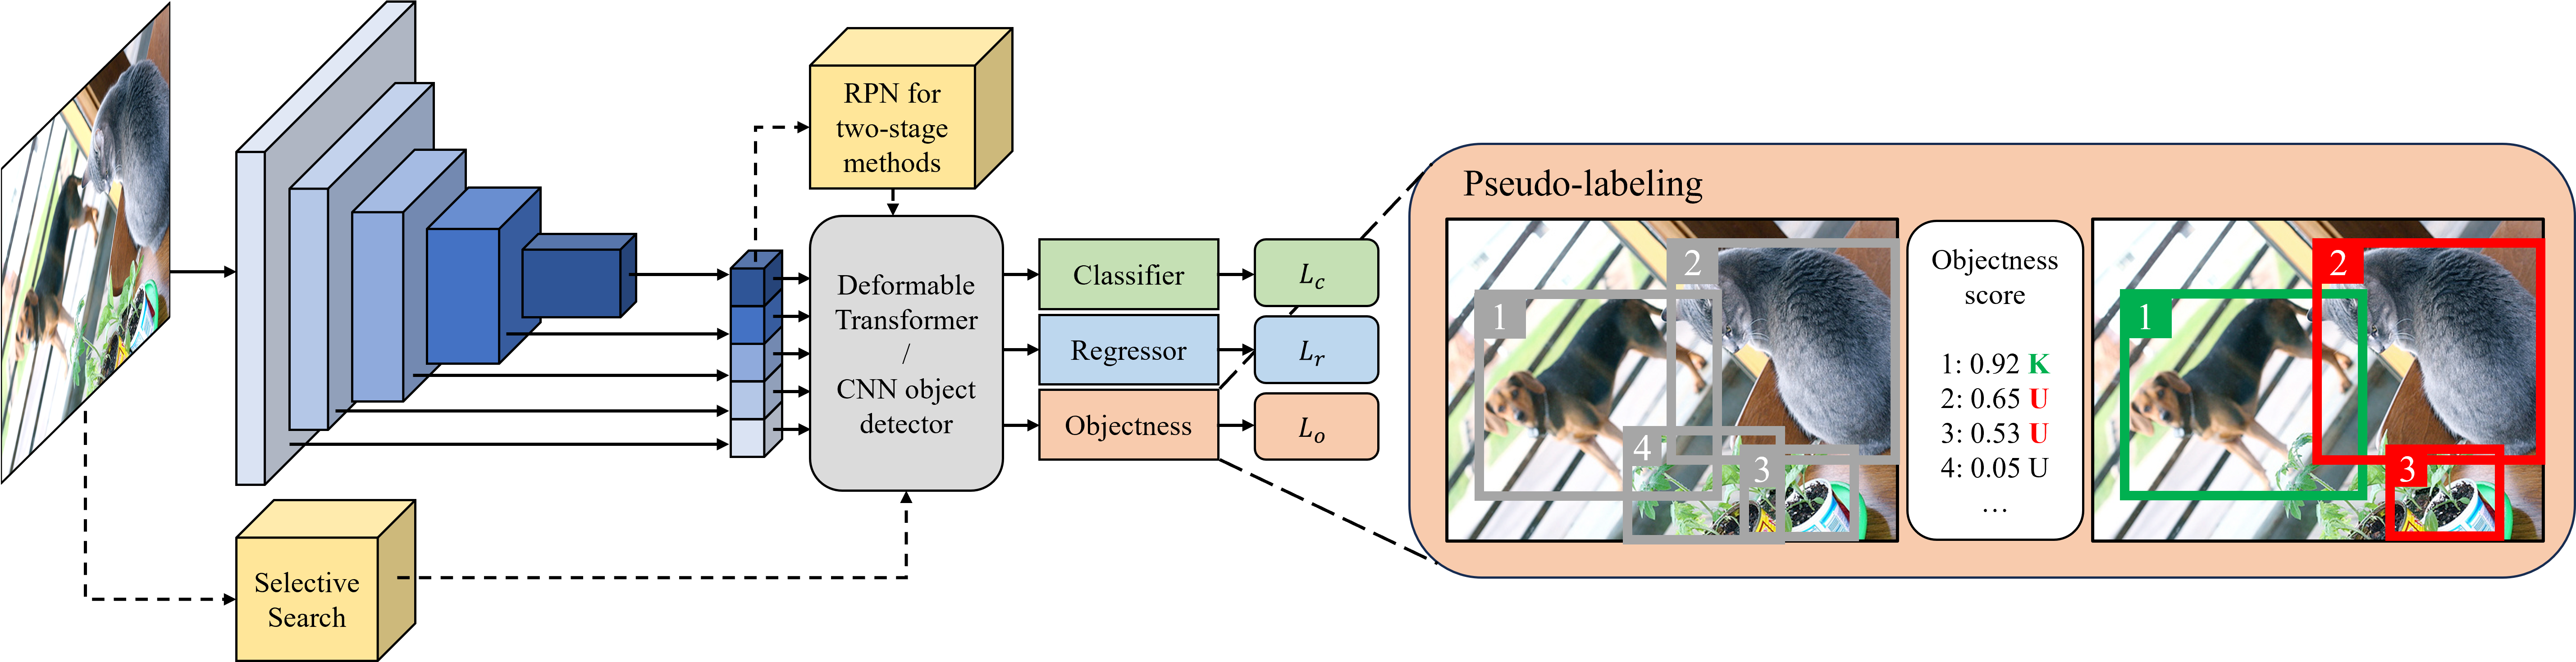 RPN for
two-stage
methods
Deformable
Transformer
/
CNN object
detector
Selective
Search
Classifier
L_c
Regressor
L_r
Objectness
L_o
Pseudo-labeling
1
2
4
3
Objectness
score
1: 0.92 K
2: 0.65 U
3: 0.53 U
4: 0.05 U
...
1
2
3